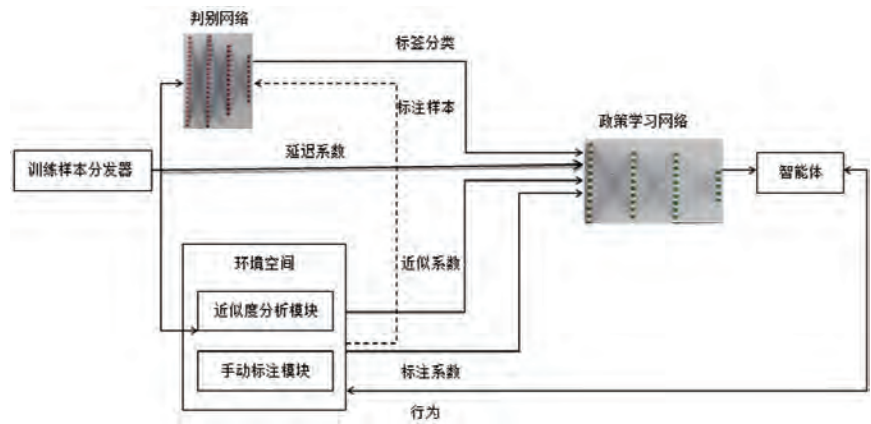 判别网络
标签分类
标注样本
政策学习网络
延迟系数
训练样本分发器
智能体
环境空间
近似系数
近似度分析模块
手动标注模块
标注系数
行为